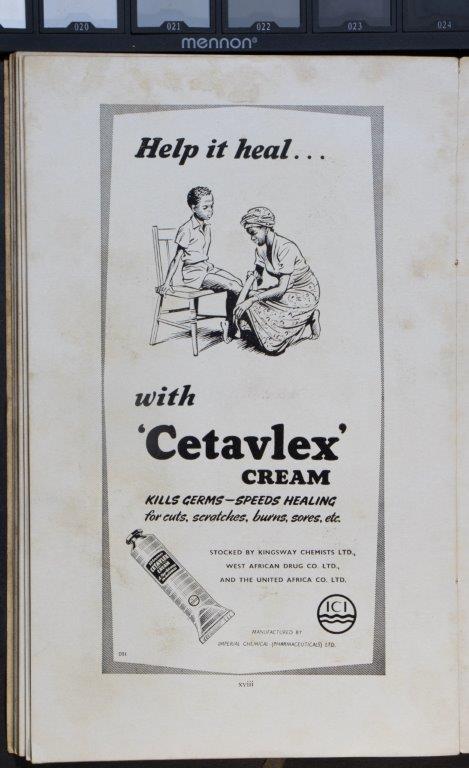 020 021 022 023 024
mennon®
Help it heal...
with
'Cetavlex'
CREAM
KILLS GERMS—SPEEDS HEALING
for cuts, scratches, burns, sores, etc.
CETAVLEX
STOCKED BY KINGSWAY CHEMISTS LTD.,
WEST AFRICAN DRUG CO. LTD.,
AND THE UNITED AFRICA CO. LTD.
ICI
MANUFACTURED BY
IMPERIAL CHEMICAL (PHARMACEUTICALS) LTD.
xviii